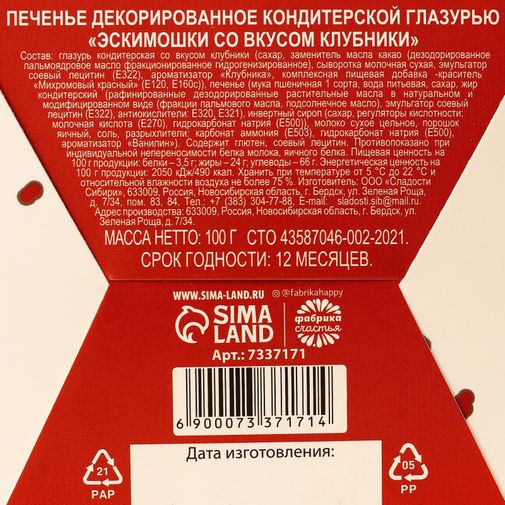 ПЕЧЕНЬЕ ДЕКОРИРОВАННОЕ КОНДИТЕРСКОЙ ГЛАЗУРЬЮ
«ЭСКИМОШКИ СО ВКУСОМ КЛУБНИКИ»
Состав: глазурь кондитерская со вкусом клубники (сахар, заменитель масла какао (дезодорированное
пальмоядровое масло фракционированное гидрогенизированное), сыворотка молочная сухая, эмульгатор
соевый лецитин (Е322), ароматизатор «Клубника», комплексная пищевая добавка -краситель
«Михромовый красный» (Е120, Е160с)), печенье (мука пшеничная 1 сорта, вода питьевая, сахар, жир
кондитерский (рафинированные дезодорированные растительные масла в натуральном и
модифицированном виде (фракции пальмового масла, подсолнечное масло), эмульгатор соевый лецитин
(Е322), антиокислители: Е320, Е321), инвертный сироп (сахар, регуляторы кислотности:
молочная кислота (Е270), гидрокарбонат натрия (Е500), молоко сухое цельное, порошок
яичный, соль, разрыхлители: карбонат аммония (Е503), гидрокарбонат натрия (Е500),
ароматизатор «Ванилин»). Содержит глютен, соевый лецитин. Противопоказано при
индивидуальной непереносимости белка молока, яичного белка. Пищевая ценность на
100 г продукции: белки – 3,5г; жиры – 24 г; углеводы – 66 г. Энергетическая ценность на
100 г продукции: 2050 кДж/490 ккал. Хранить при температуре от 5 °C до 22 °C и
относительной влажности воздуха не более 75 %. Изготовитель: ООО «Сладости
Сибири», 633009, Россия, Новосибирская область, г. Бердск, ул. Зеленая Роща,
д. 7/34, пом. 83, 84. Тел.: +7 (383) 304-77-88, E-mail: sladosti.sib@mail.ru.
Адрес производства: 633009, Россия, Новосибирская область, г. Бердск, ул.
Зеленая Роща, д. 7/34.
МАССА НЕТТО: 100 Г СТО 43587046-002-2021.
СРОК ГОДНОСТИ: 12 МЕСЯЦЕВ.
WWW.SIMA-LAND.RU @fabrikahappy
SIMA
LAND
фабрика
счастья
Арт.: 7337171
6 900073 371714
Дата изготовления:
21
PAP
05
PP